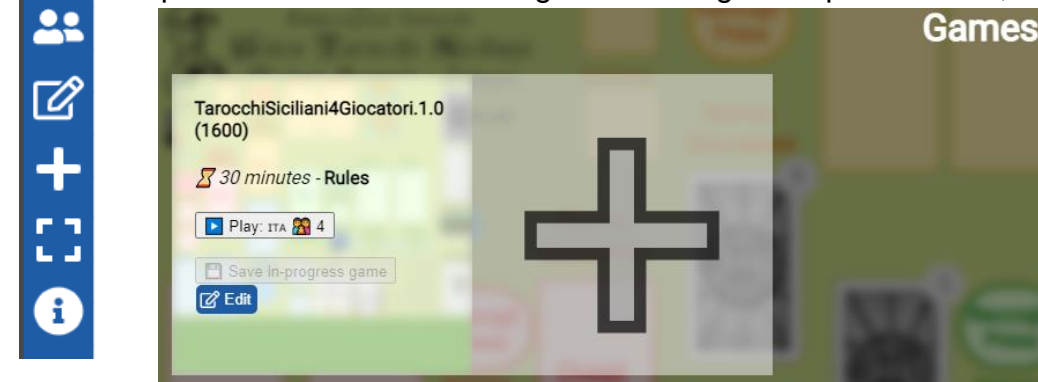 Games
TarocchiSiciliani4Giocatori.1.0
(1600)
30 minutes - Rules
Play: ITA 4
Save in-progress game
Edit